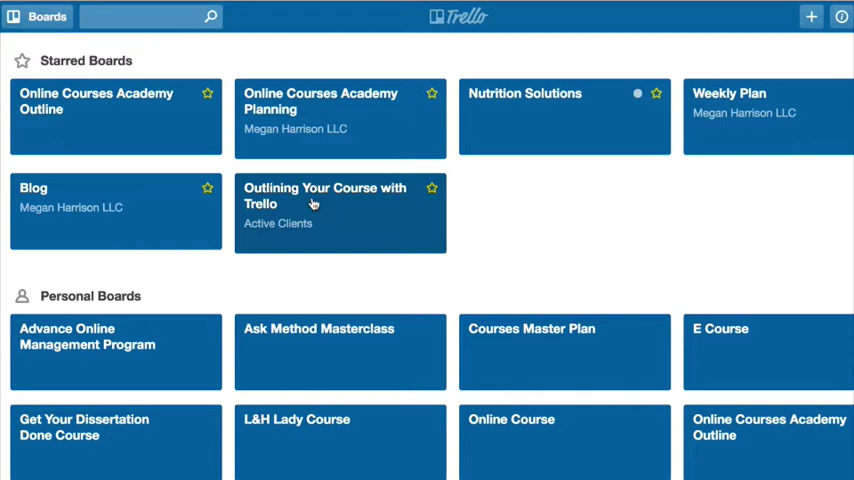 Boards
Trello
Starred Boards
Online Courses Academy
Outline
Online Courses Academy
Planning
Megan Harrison LLC
Nutrition Solutions
Weekly Plan
Megan Harrison LLC
Blog
Megan Harrison LLC
Outlining Your Course with
Trello
Active Clients
Personal Boards
Advance Online
Management Program
Ask Method Masterclass
Courses Master Plan
E Course
Get Your Dissertation
Done Course
L&H Lady Course
Online Course
Online Courses Academy
Outline